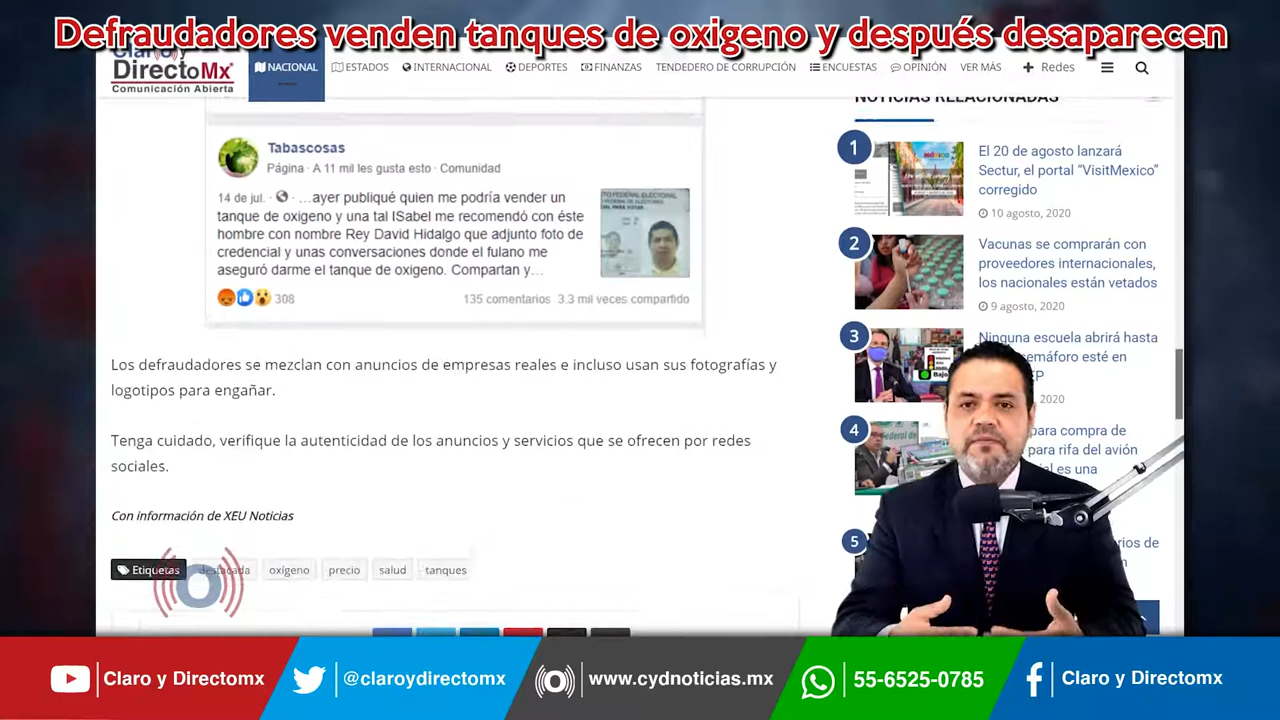 Defraudadores venden tanques de oxigeno y después desaparecen
Claro y
DirectoMx
Comunicación Abierta
NACIONAL
ESTADOS
INTERNACIONAL
DEPORTES
FINANZAS
TENDEDERO DE CORRUPCIÓN
ENCUESTAS
OPINIÓN
VER MÁS
Redes
Tabascosas
Página · A 11 mil les gusta esto · Comunidad
14 de jul. · · ...ayer publiqué quien me podría vender un
tanque de oxigeno y una tal ISabel me recomendó con éste
hombre con nombre Rey David Hidalgo que adjunto foto de
credencial y unas conversaciones donde el fulano me
aseguró darme el tanque de oxigeno. Compartan y…
308
135 comentarios 3.3 mil veces compartido
Los defraudadores se mezclan con anuncios de empresas reales e incluso usan sus fotografías y
logotipos para engañar.
Tenga cuidado, verifique la autenticidad de los anuncios y servicios que se ofrecen por redes
sociales.
Con información de XEU Noticias
Etiquetas
destacada
oxígeno
precio
salud
tanques
NOTICIAS RELACIONADAS
1
El 20 de agosto lanzará
Sectur, el portal “VisitMexico”
corregido
10 agosto, 2020
2
Vacunas se comprarán con
proveedores internacionales,
los nacionales están vetados
9 agosto, 2020
3
Ninguna escuela abrirá hasta
semáforo esté en
2020
4
para compra de
para rifa del avión
es una
5
Claro y Directomx
@claroydirectomx
www.cydnoticias.mx
55-6525-0785
Claro y Directomx